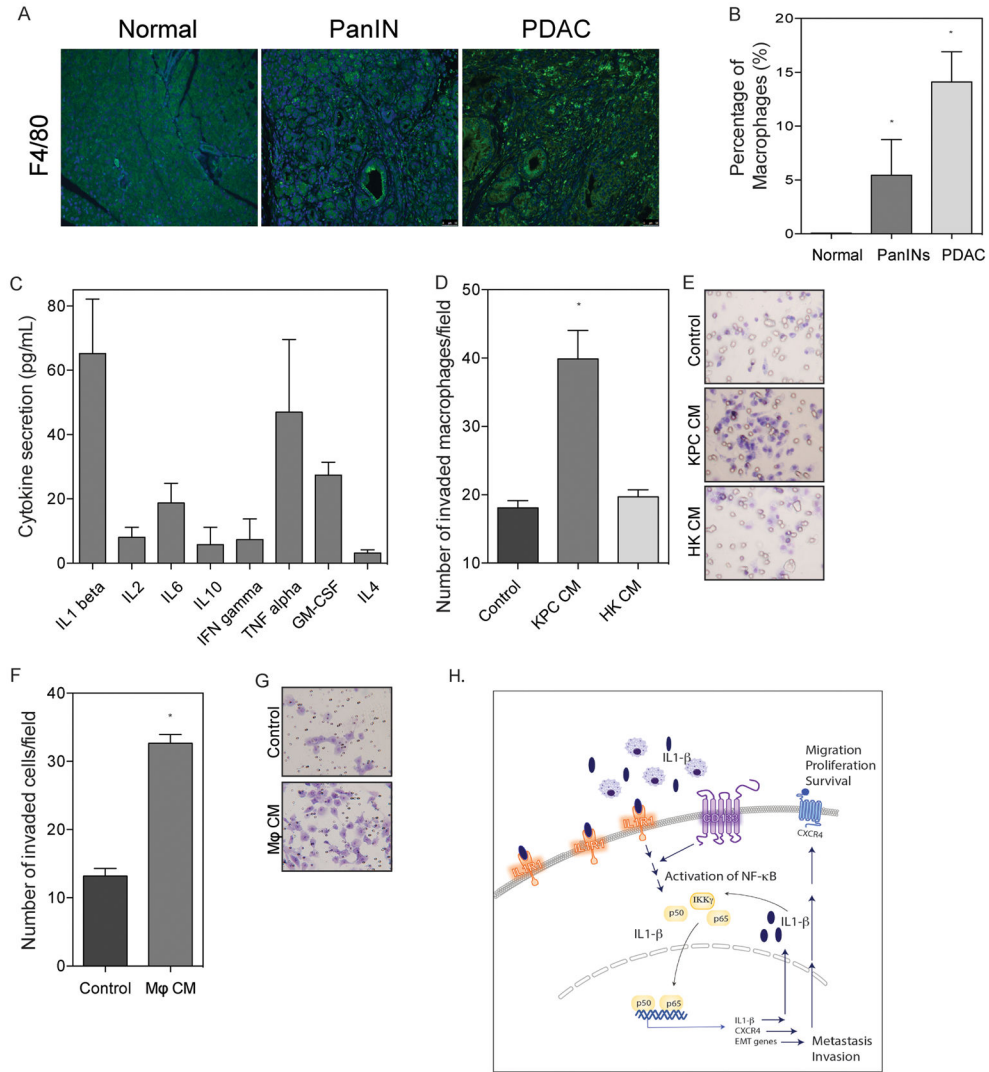 A
Normal
PanIN
PDAC
F4/80
B
Percentage of
Macrophages (%)
20
15
10
5
0
Normal
PanINs
PDAC
*
*
C
Cytokine secretion (pg/mL)
80
60
40
20
0
IL1 beta
IL2
IL6
IL10
IFN gamma
TNF alpha
GM-CSF
IL4
D
Number of invaded macrophages/field
50
40
30
20
10
*
Control
KPC CM
HK CM
E
Control
KPC CM
HK CM
F
Number of invaded cells/field
40
30
20
10
0
*
Control
Mφ CM
G
Control
Mφ CM
H.
IL1-β
Migration
Proliferation
Survival
CXCR4
Activation of NF-κB
IKKγ
p50
p65
IL1-β
IL1-β
p50
p65
IL1-β
CXCR4
EMT genes
Metastasis
Invasion